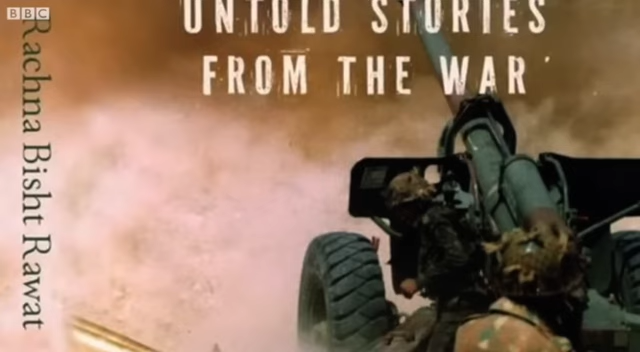 BBC
UNTOLD STORIES
FROM THE WAR
Rachna Bisht Rawat